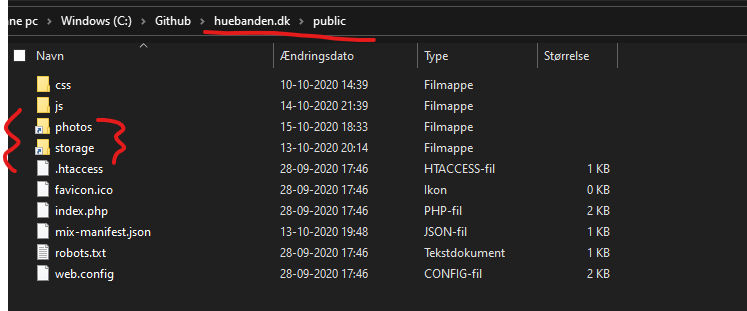 ne pc > Windows (C:) > Github > huebanden.dk > public
Navn Ændringsdato Type Størrelse
css 10-10-2020 14:39 Filmappe
js 14-10-2020 21:39 Filmappe
photos 15-10-2020 18:33 Filmappe
storage 13-10-2020 20:14 Filmappe
.htaccess 28-09-2020 17:46 HTACCESS-fil 1 KB
favicon.ico 28-09-2020 17:46 Ikon 0 KB
index.php 28-09-2020 17:46 PHP-fil 2 KB
mix-manifest.json 13-10-2020 19:48 JSON-fil 1 KB
robots.txt 28-09-2020 17:46 Tekstdokument 1 KB
web.config 28-09-2020 17:46 CONFIG-fil 2 KB